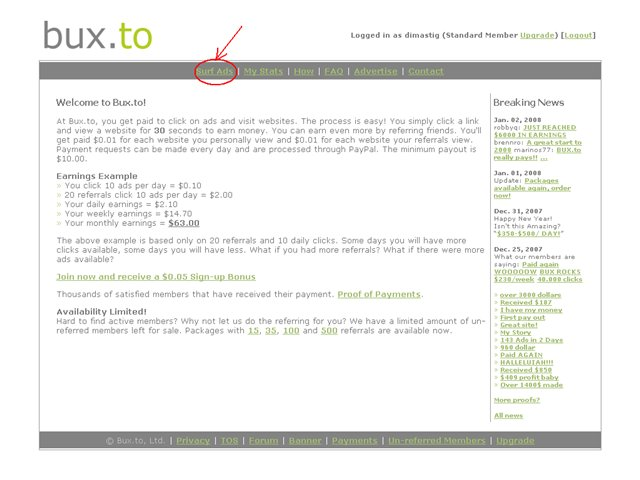 bux.to
Logged in as dimastig (Standard Member Upgrade) [Logout]
Surf Ads | My Stats | How | FAQ | Advertise | Contact
Welcome to Bux.to!
At Bux.to, you get paid to click on ads and visit websites. The process is easy! You simply click a link
and view a website for 30 seconds to earn money. You can earn even more by referring friends. You'll
get paid $0.01 for each website you personally view and $0.01 for each website your referrals view.
Payment requests can be made every day and are processed through PayPal. The minimum payout is
$10.00.
Earnings Example
» You click 10 ads per day = $0.10
» 20 referrals click 10 ads per day = $2.00
» Your daily earnings = $2.10
» Your weekly earnings = $14.70
» Your monthly earnings = $63.00
The above example is based only on 20 referrals and 10 daily clicks. Some days you will have more
clicks available, some days you will have less. What if you had more referrals? What if there were more
ads available?
Join now and receive a $0.05 Sign-up Bonus
Thousands of satisfied members that have received their payment. Proof of Payments.
Availability Limited!
Hard to find active members? Why not let us do the referring for you? We have a limited amount of un-
referred members left for sale. Packages with 15, 35, 100 and 500 referrals are available now.
Breaking News
Jan. 02, 2008
robbyq: JUST REACHED
$6000 IN EARNINGS
brenniro: A great start to
2008 marinos77: BUX.to
really pays!! ...
Jan. 01, 2008
Update: Packages
available again, order
now!
Dec. 31, 2007
Happy New Year!
Isn't this Amazing?
"$350-$500/ DAY!"
Dec. 25, 2007
What our members are
saying: Paid again
WOOOOOW BUX ROCKS
$230/week 40.000 clicks
» over 3000 dollars
» Received $107
» I have my money
» First pay out
» Great site!
» My Story
» 143 Ads in 2 Days
» 960 dollar
» Paid AGAIN
» HALLELUIAH!!!
» Received $850
» $409 profit baby
» Over 1400$ made
More proofs?
All news
© Bux.to, Ltd. | Privacy | TOS | Forum | Banner | Payments | Un-referred Members | Upgrade